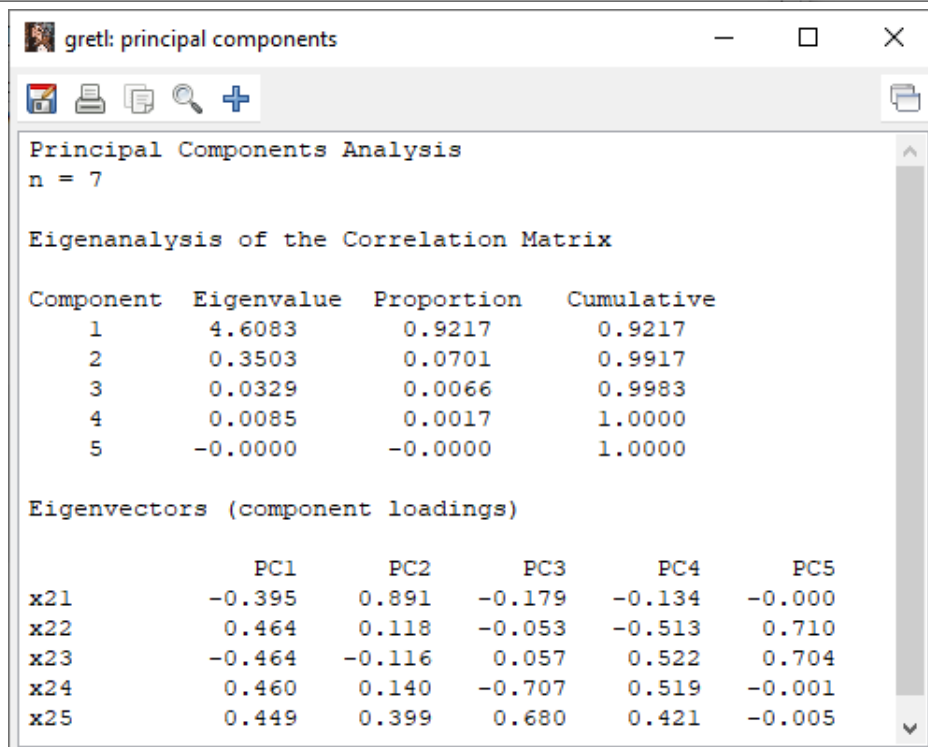 gretl: principal components
Principal Components Analysis
n = 7
Eigenanalysis of the Correlation Matrix
Component  Eigenvalue  Proportion   Cumulative
1       4.6083       0.9217       0.9217
2       0.3503       0.0701       0.9917
3       0.0329       0.0066       0.9983
4       0.0085       0.0017       1.0000
5      -0.0000      -0.0000       1.0000
Eigenvectors (component loadings)
PC1     PC2     PC3     PC4     PC5
x21  -0.395   0.891  -0.179  -0.134  -0.000
x22   0.464   0.118  -0.053  -0.513   0.710
x23  -0.464  -0.116   0.057   0.522   0.704
x24   0.460   0.140  -0.707   0.519  -0.001
x25   0.449   0.399   0.680   0.421  -0.005